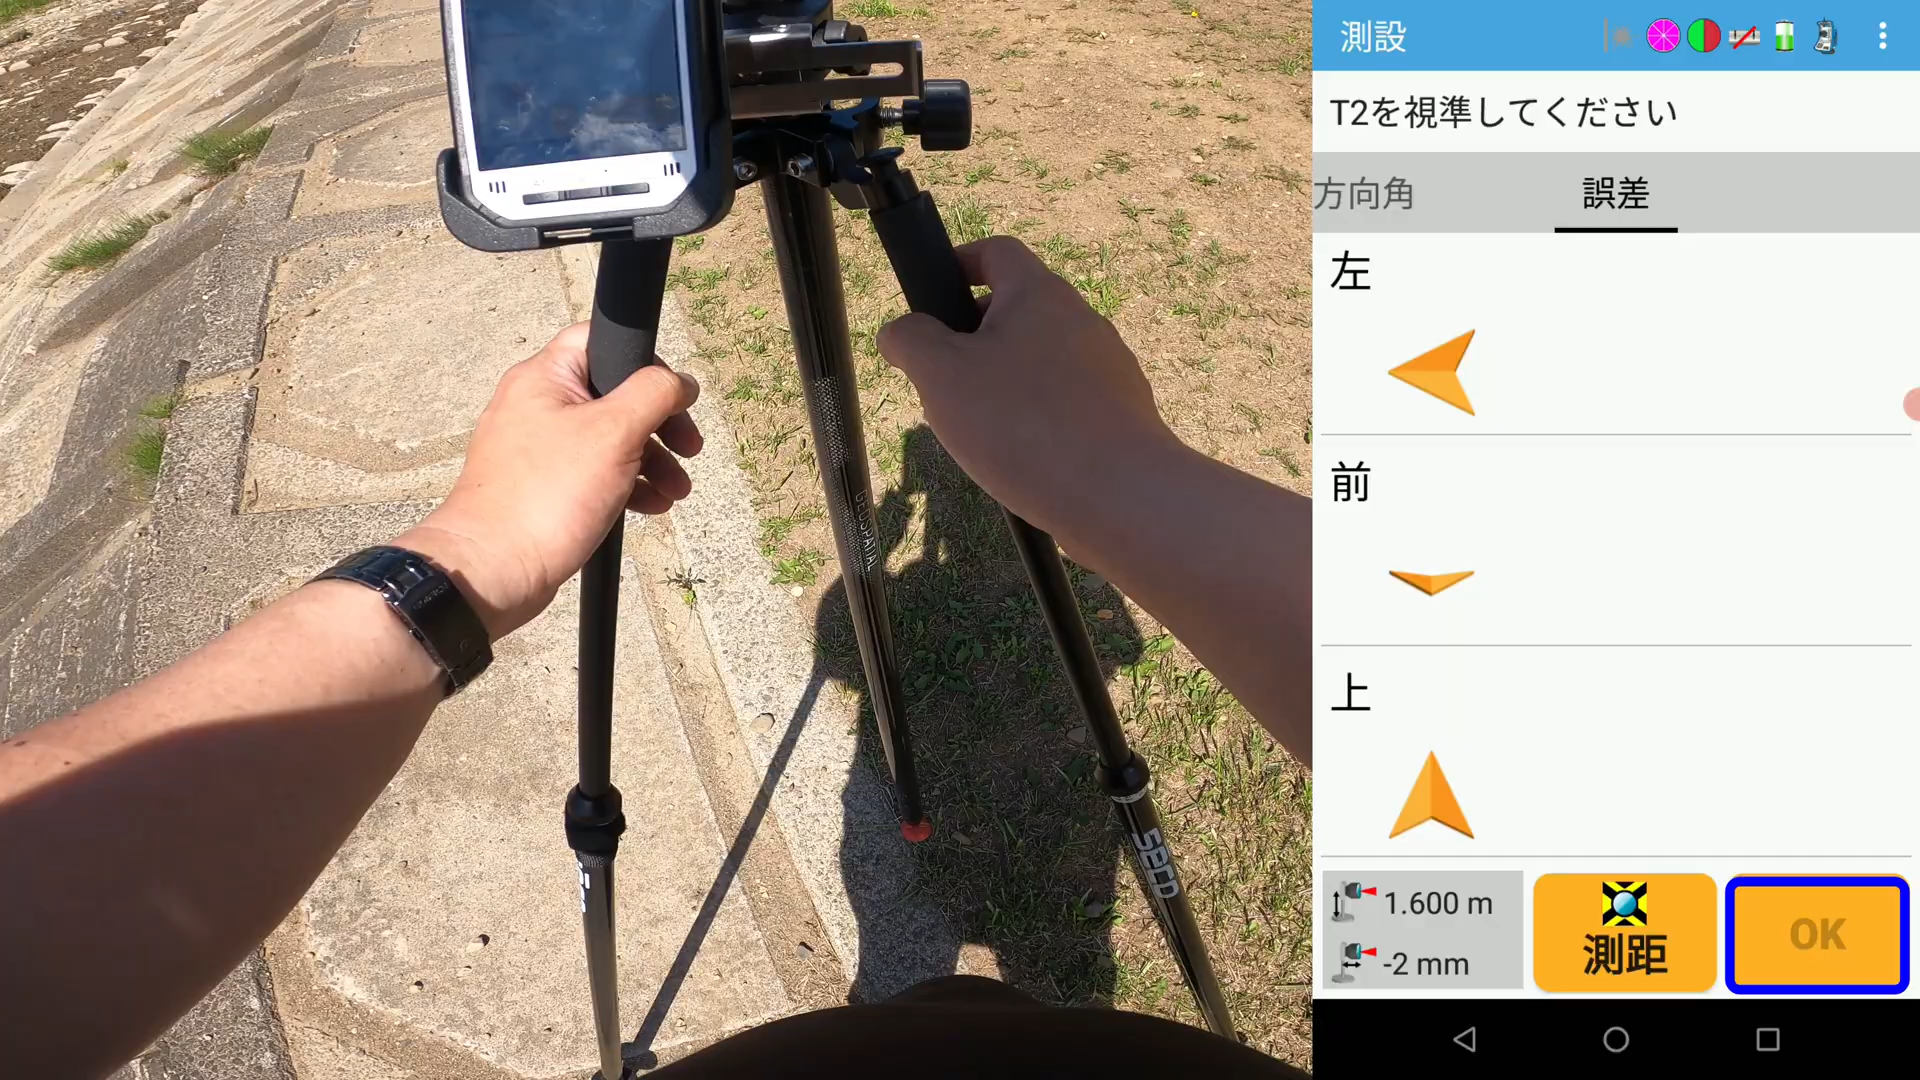 測設
T2を視準してください
方向角
誤差
左
前
上
1.600 m
-2 mm
測距
OK
GEOSPATIAL
SECO